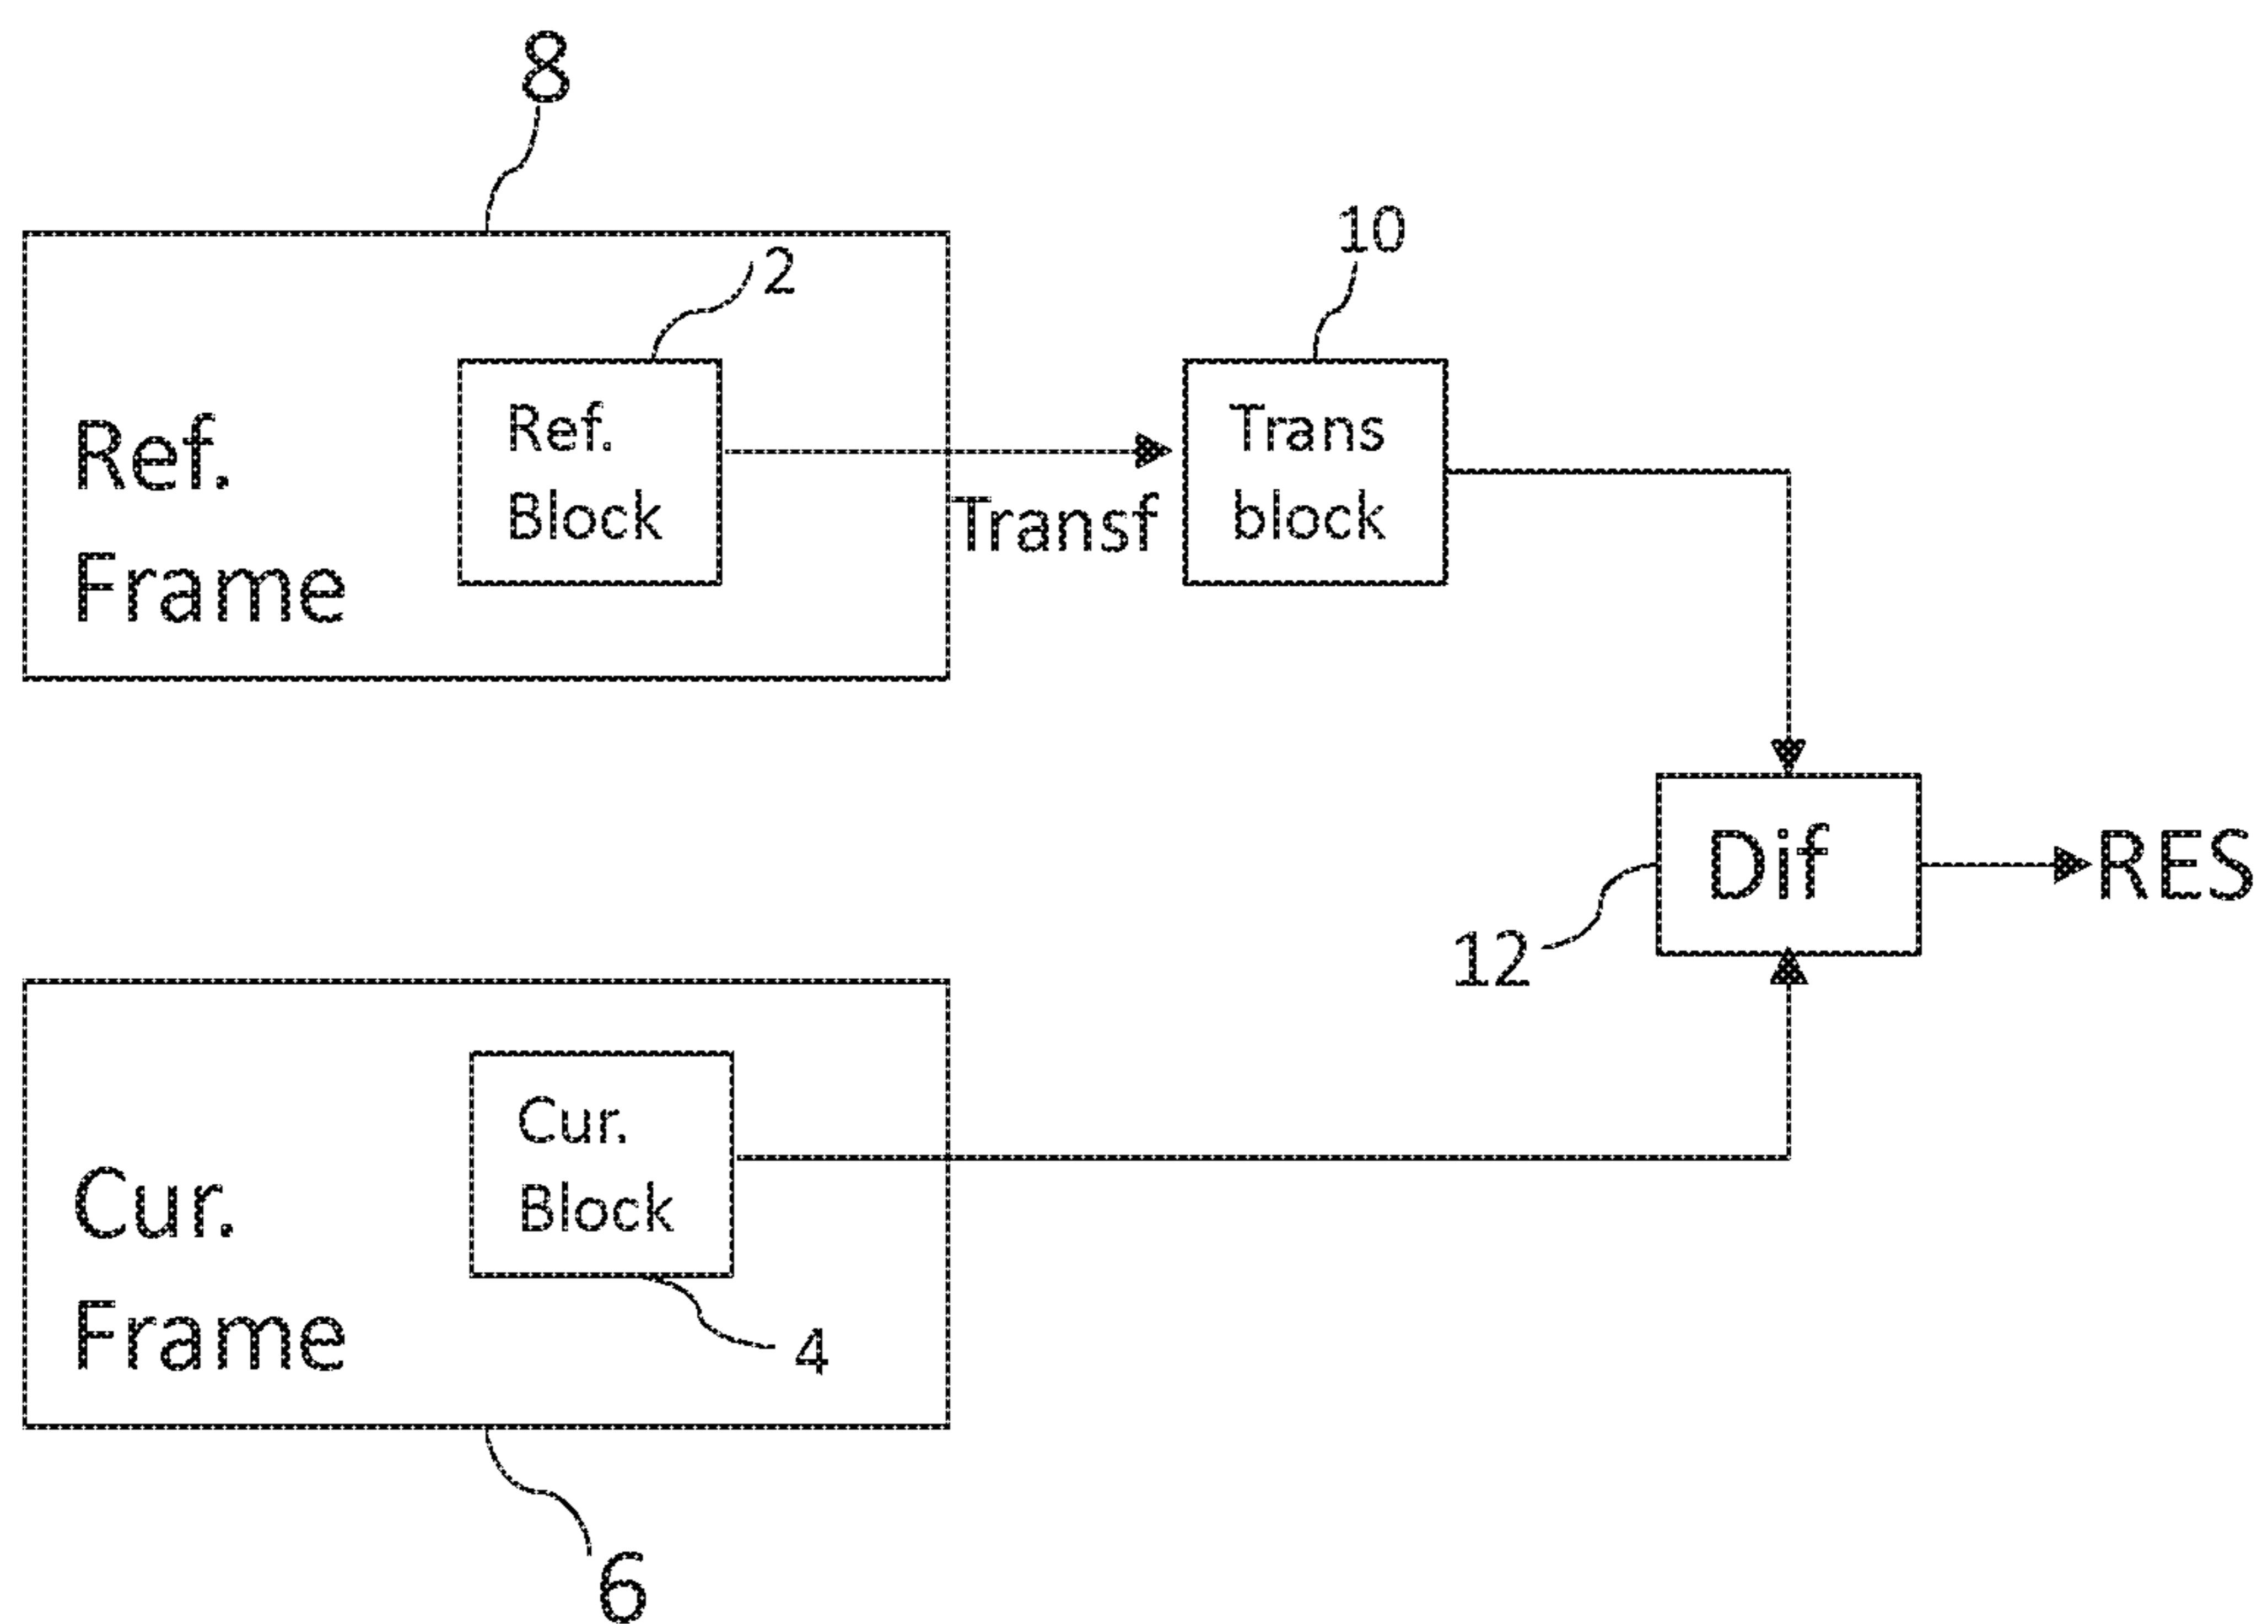 8
2
10
Ref.
Frame
Ref.
Block
Transf
Trans
block
Dif
RES
12
Cur.
Frame
Cur.
Block
4
6